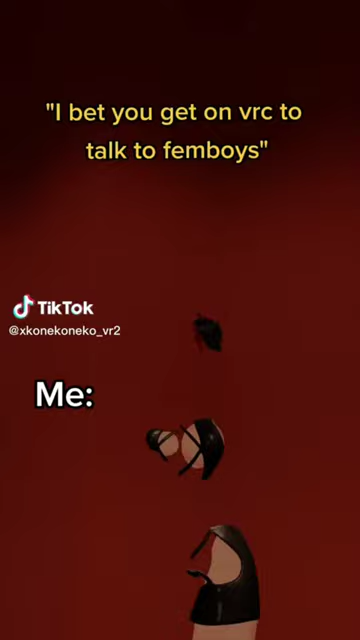 "I bet you get on vrc to
talk to femboys"
TikTok
@xkonekoneko_vr2
Me: